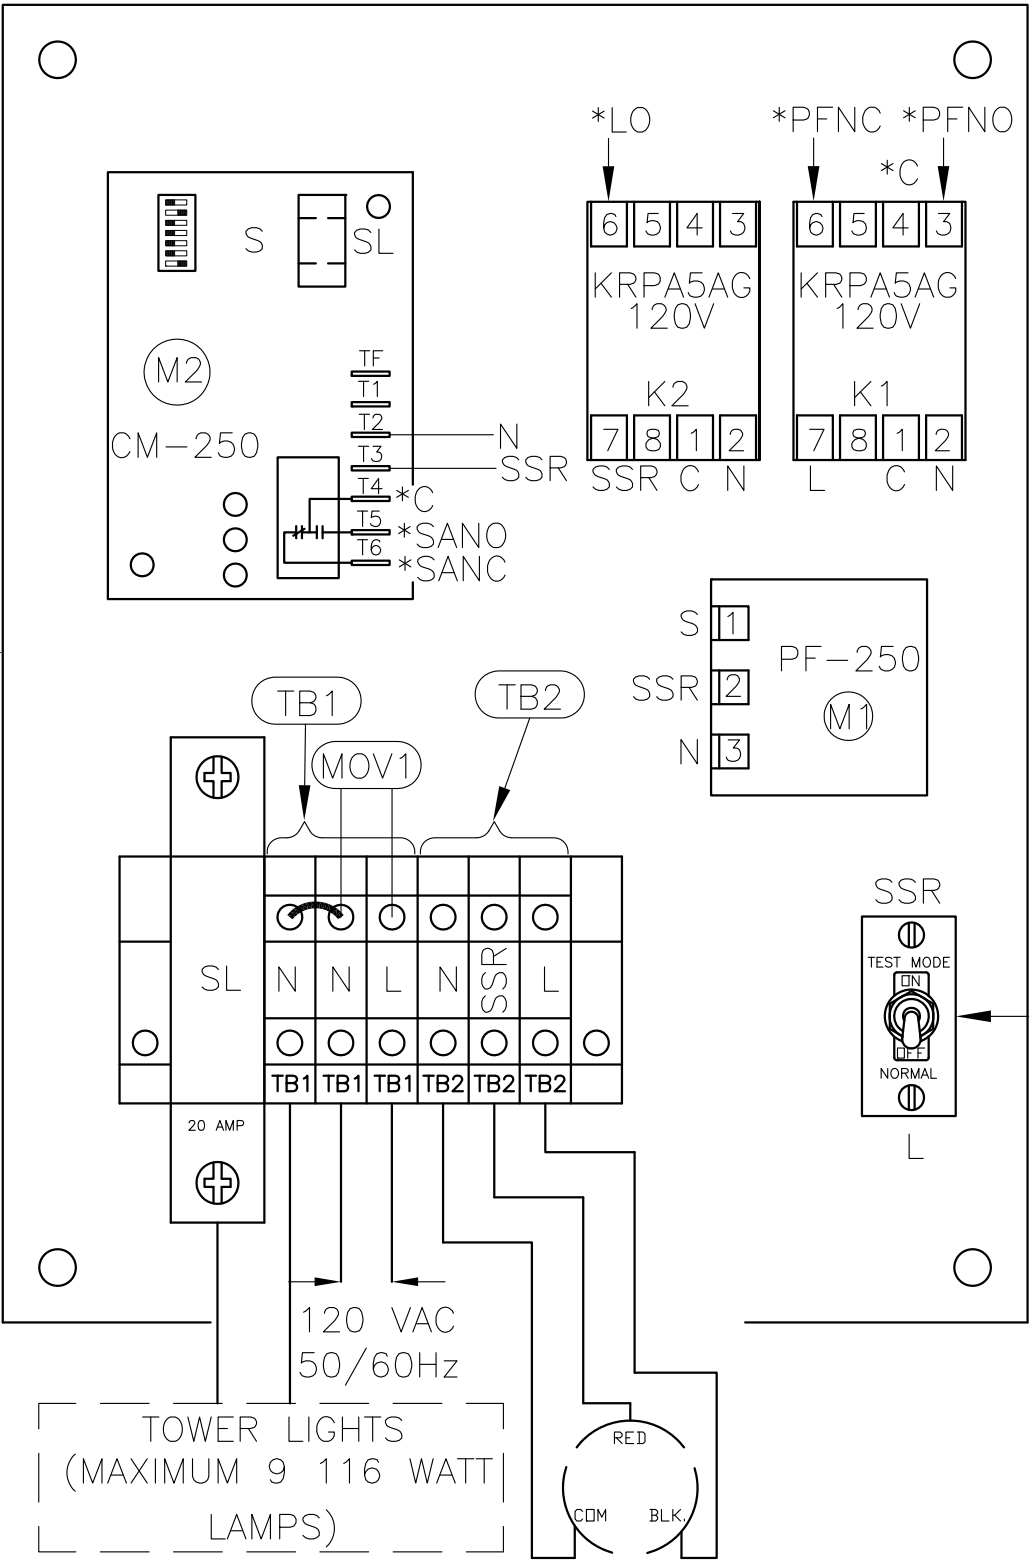 *LO
*PFNC *PFNO
*C
6 5 4 3
KRPA5AG
120V
K2
7 8 1 2
SSR C N
6 5 4 3
KRPA5AG
120V
K1
7 8 1 2
L C N
S
SL
M2
CM-250
TF
T1
T2
N
T3
SSR
T4
*C
T5
*SANO
T6
*SANC
S 1
SSR 2
N 3
PF-250
M1
TB1
TB2
MOV1
SL
N N L N SSR L
TB1 TB1 TB1 TB2 TB2 TB2
20 AMP
SSR
TEST MODE
ON
OFF
NORMAL
L
120 VAC
50/60Hz
TOWER LIGHTS
(MAXIMUM 9 116 WATT
LAMPS)
RED
COM BLK.